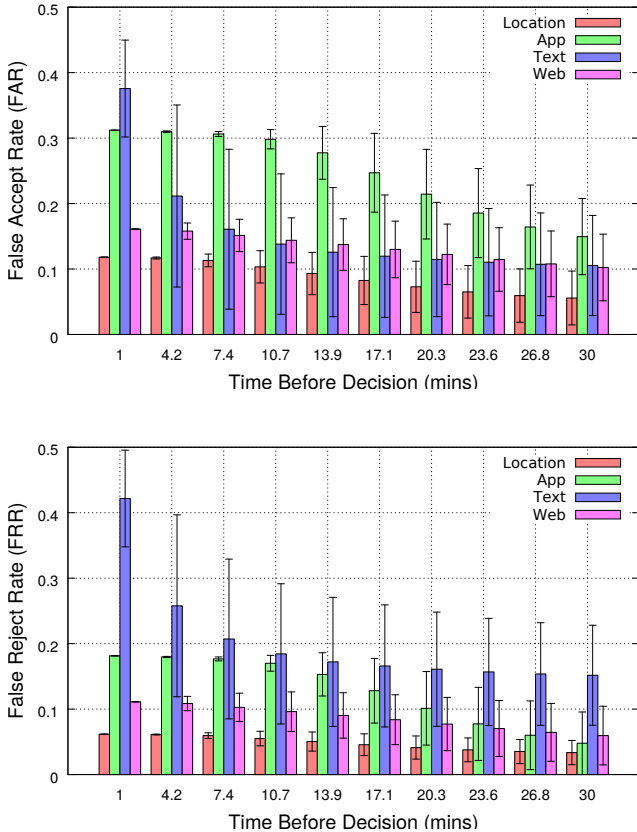 0.5
0.4
0.3
0.2
0.1
0
False Accept Rate (FAR)
Location
App
Text
Web
1 4.2 7.4 10.7 13.9 17.1 20.3 23.6 26.8 30
Time Before Decision (mins)
0.5
0.4
0.3
0.2
0.1
0
False Reject Rate (FRR)
Location
App
Text
Web
1 4.2 7.4 10.7 13.9 17.1 20.3 23.6 26.8 30
Time Before Decision (mins)